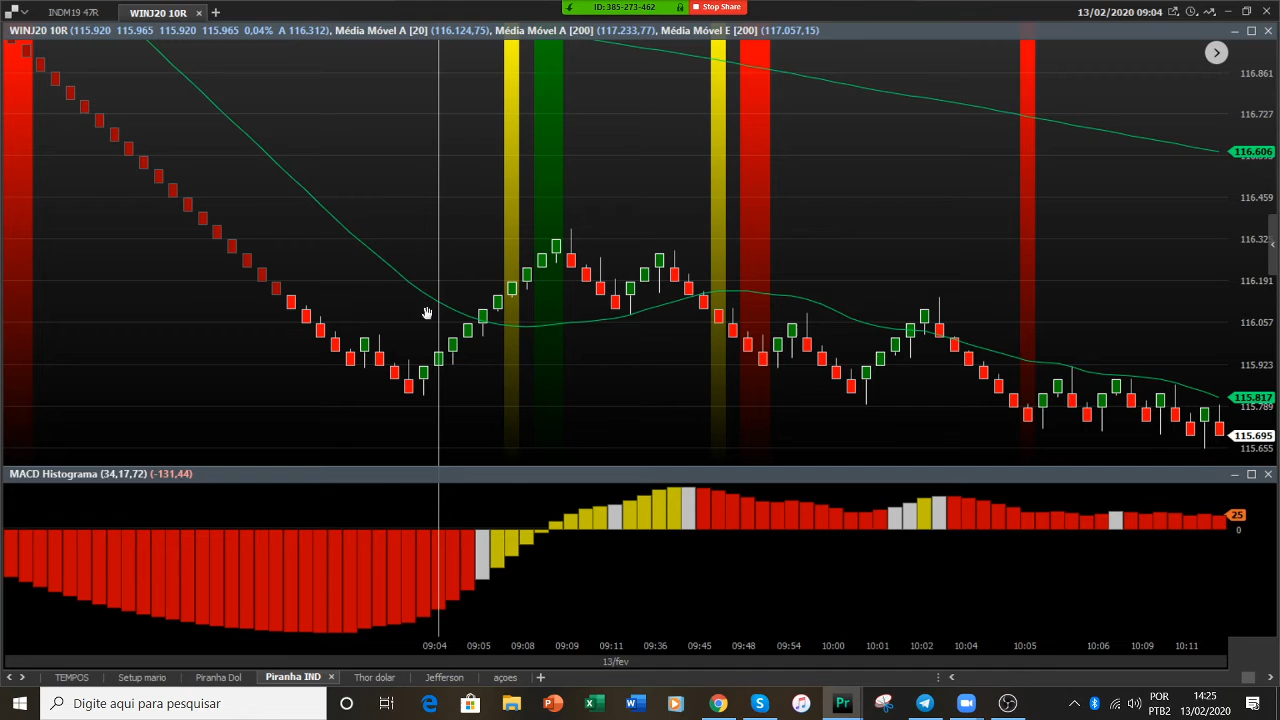 INDM19 47R
WINJ20 10R
ID: 385-273-462
Stop Share
13/02/2020 09:04
WINJ20 10R (115.920 115.965 115.920 115.965 0,04% A 116.312), Média Móvel A [20] (116.124,75), Média Móvel A [200] (117.233,77), Média Móvel E [200] (117.057,15)
116.861
116.727
116.606
116.459
116.32
116.191
116.057
115.923
115.817
115.789
115.695
115.655
MACD Histograma (34,17,72) (-131,44)
25
0
09:04 09:05 09:08 09:09 09:11 09:36 09:45 09:48 09:54 10:00 10:01 10:02 10:04 10:05 10:06 10:09 10:11
13/fev
TEMPOS Setup mario Piranha Dol Piranha IND Thor dolar Jefferson açoes
Digite aqui para pesquisar
POR
PTB2
14:25
13/02/2020